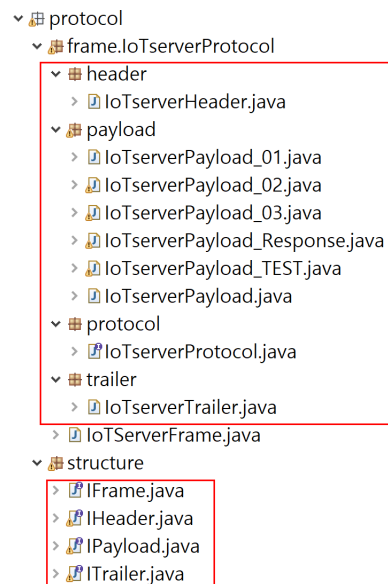 protocol
frame.IoTserverProtocol
header
IoTserverHeader.java
payload
IoTserverPayload_01.java
IoTserverPayload_02.java
IoTserverPayload_03.java
IoTserverPayload_Response.java
IoTserverPayload_TEST.java
IoTserverPayload.java
protocol
IoTserverProtocol.java
trailer
IoTserverTrailer.java
IoTServerFrame.java
structure
IFrame.java
IHeader.java
IPayload.java
ITrailer.java